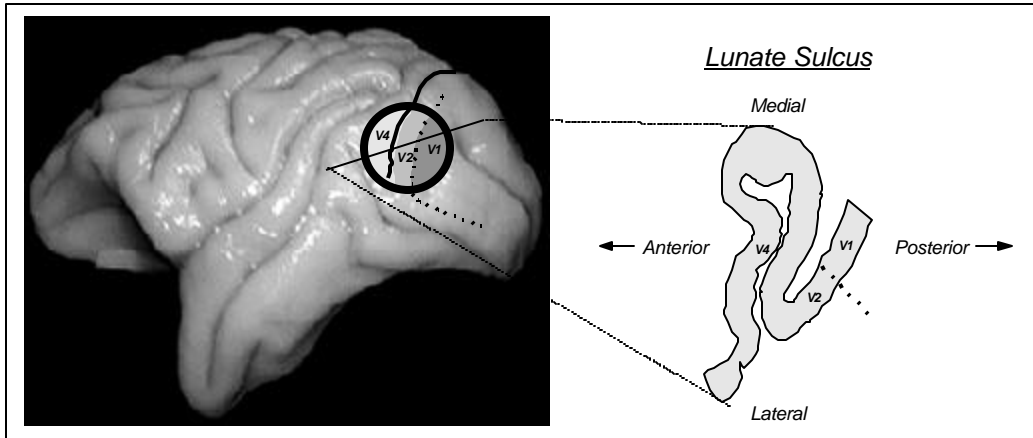 Lunate Sulcus
Medial
V4
V2
V1
Anterior
V4
V1
Posterior
V2
Lateral